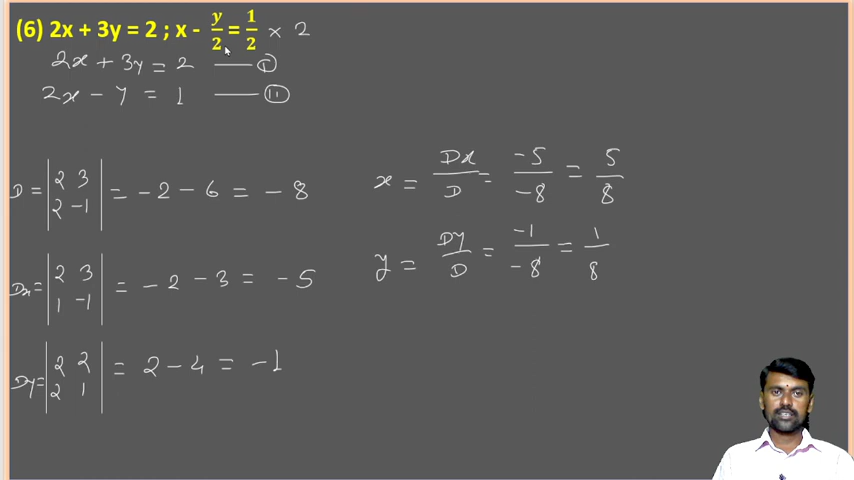 (6) 2x + 3y = 2 ; x - y/2 = 1/2 × 2
2x + 3y = 2 —— (I)
2x - y = 1 —— (II)
D = |2 3; 2 -1| = -2 - 6 = -8
Dx = |2 3; 1 -1| = -2 - 3 = -5
Dy = |2 2; 2 1| = 2 - 4 = -1
x = Dx/D = -5/-8 = 5/8
y = Dy/D = -1/-8 = 1/8